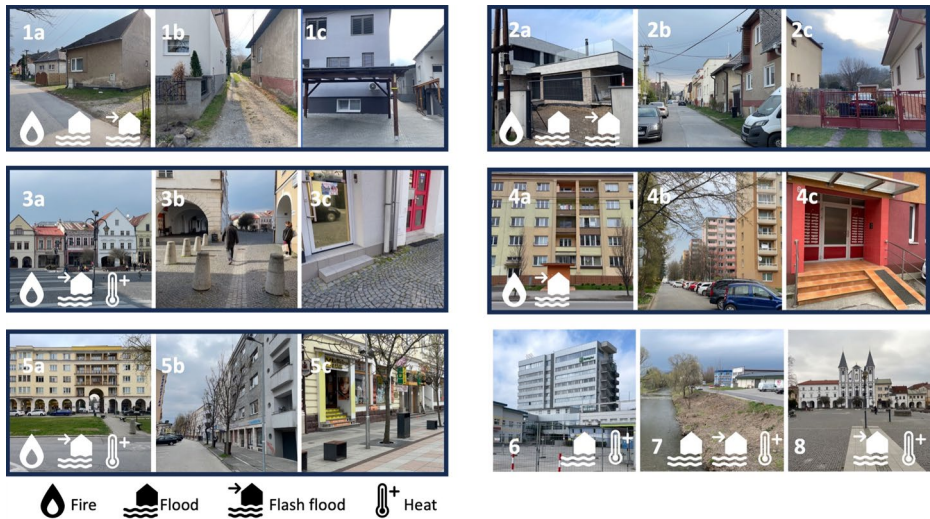 1a 1b 1c
2a 2b 2c
3a 3b 3c
4a 4b 4c
5a 5b 5c
6 7 8
Fire Flood Flash flood Heat